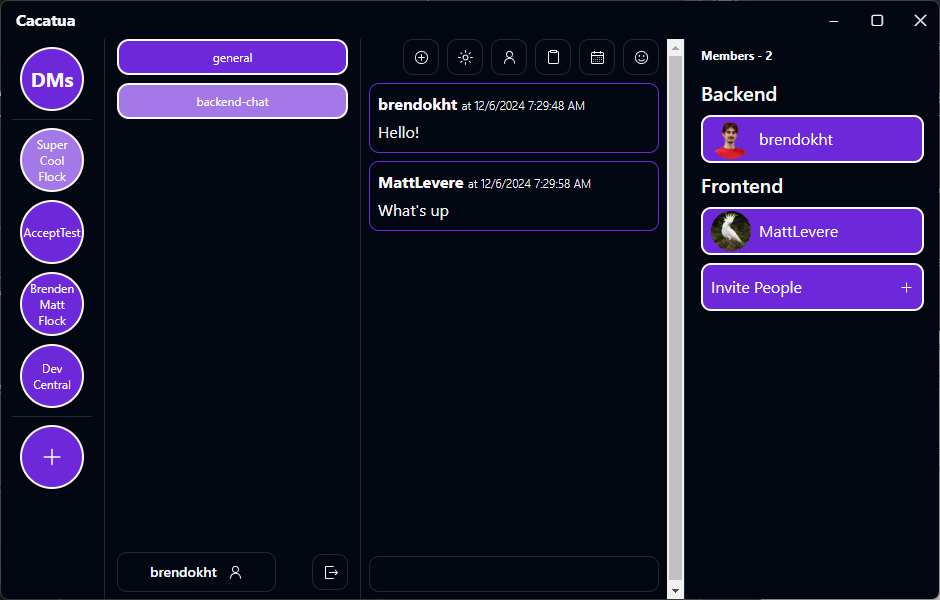 Cacatua
DMs
Super
Cool
Flock
AcceptTest
Brenden
Matt
Flock
Dev
Central
general
backend-chat
brendokht
brendokht at 12/6/2024 7:29:48 AM
Hello!
MattLevere at 12/6/2024 7:29:58 AM
What's up
Members - 2
Backend
brendokht
Frontend
MattLevere
Invite People